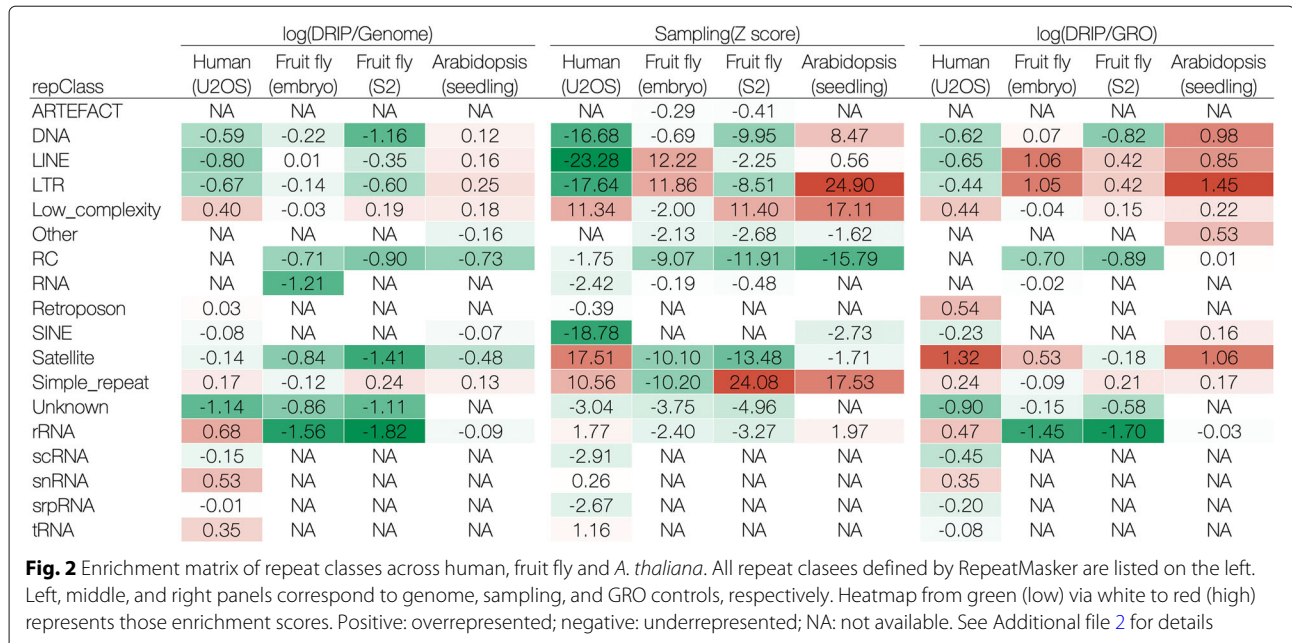 log(DRIP/Genome) Sampling(Z score) log(DRIP/GRO)
Human Fruit fly Fruit fly Arabidopsis Human Fruit fly Fruit fly Arabidopsis Human Fruit fly Fruit fly Arabidopsis
repClass (U2OS) (embryo) (S2) (seedling) (U2OS) (embryo) (S2) (seedling) (U2OS) (embryo) (S2) (seedling)
ARTEFACT NA NA NA NA NA -0.29 -0.41 NA NA NA NA NA
DNA -0.59 -0.22 -1.16 0.12 -16.68 -0.69 -9.95 8.47 -0.62 0.07 -0.82 0.98
LINE -0.80 0.01 -0.35 0.16 -23.28 12.22 -2.25 0.56 -0.65 1.06 0.42 0.85
LTR -0.67 -0.14 -0.60 0.25 -17.64 11.86 -8.51 24.90 -0.44 1.05 0.42 1.45
Low_complexity 0.40 -0.03 0.19 0.18 11.34 -2.00 11.40 17.11 0.44 -0.04 0.15 0.22
Other NA NA NA -0.16 NA -2.13 -2.68 -1.62 NA NA NA 0.53
RC NA -0.71 -0.90 -0.73 -1.75 -9.07 -11.91 -15.79 NA -0.70 -0.89 0.01
RNA NA -1.21 NA NA -2.42 -0.19 -0.48 NA NA -0.02 NA NA
Retroposon 0.03 NA NA NA -0.39 NA NA NA 0.54 NA NA NA
SINE -0.08 NA NA -0.07 -18.78 NA NA -2.73 -0.23 NA NA 0.16
Satellite -0.14 -0.84 -1.41 -0.48 17.51 -10.10 -13.48 -1.71 1.32 0.53 -0.18 1.06
Simple_repeat 0.17 -0.12 0.24 0.13 10.56 -10.20 24.08 17.53 0.24 -0.09 0.21 0.17
Unknown -1.14 -0.86 -1.11 NA -3.04 -3.75 -4.96 NA -0.90 -0.15 -0.58 NA
rRNA 0.68 -1.56 -1.82 -0.09 1.77 -2.40 -3.27 1.97 0.47 -1.45 -1.70 -0.03
scRNA -0.15 NA NA NA -2.91 NA NA NA -0.45 NA NA NA
snRNA 0.53 NA NA NA 0.26 NA NA NA 0.35 NA NA NA
srpRNA -0.01 NA NA NA -2.67 NA NA NA -0.20 NA NA NA
tRNA 0.35 NA NA NA 1.16 NA NA NA -0.08 NA NA NA
Fig. 2 Enrichment matrix of repeat classes across human, fruit fly and A. thaliana. All repeat clasees defined by RepeatMasker are listed on the left.
Left, middle, and right panels correspond to genome, sampling, and GRO controls, respectively. Heatmap from green (low) via white to red (high)
represents those enrichment scores. Positive: overrepresented; negative: underrepresented; NA: not available. See Additional file 2 for details